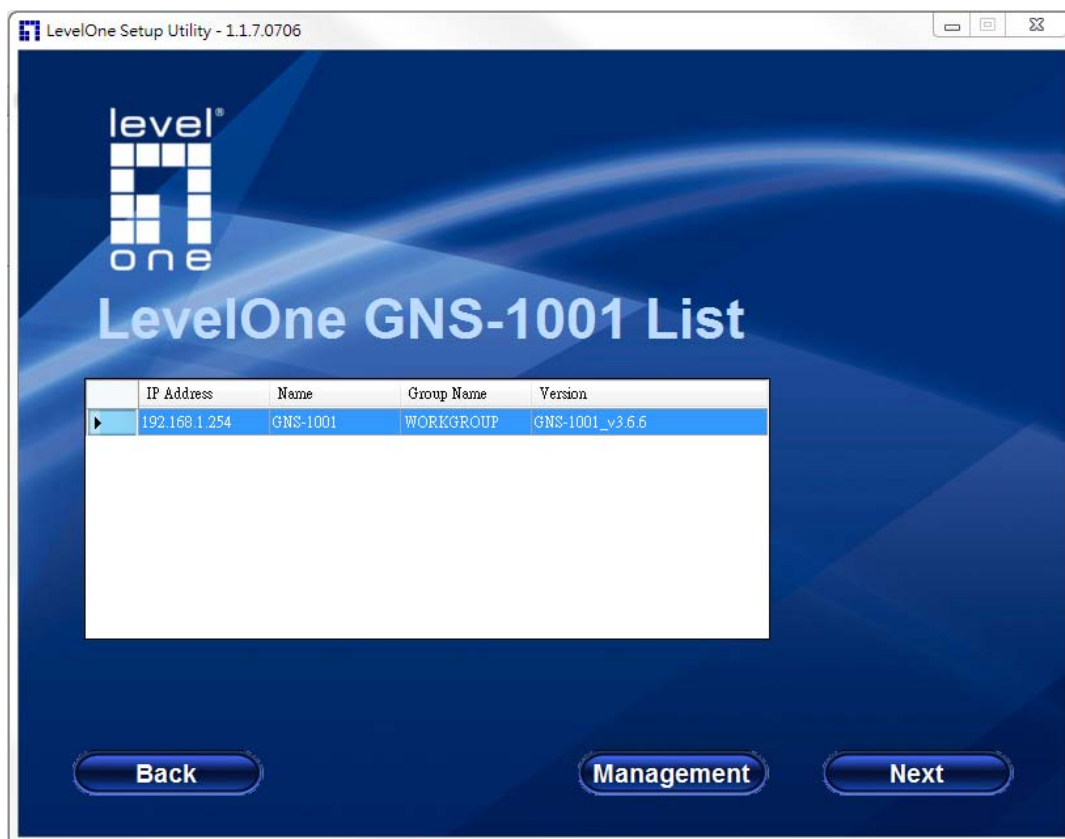 LevelOne Setup Utility - 1.1.7.0706
level®
one
LevelOne GNS-1001 List
IP Address Name Group Name Version
192.168.1.254 GNS-1001 WORKGROUP GNS-1001_v3.6.6
Back Management Next